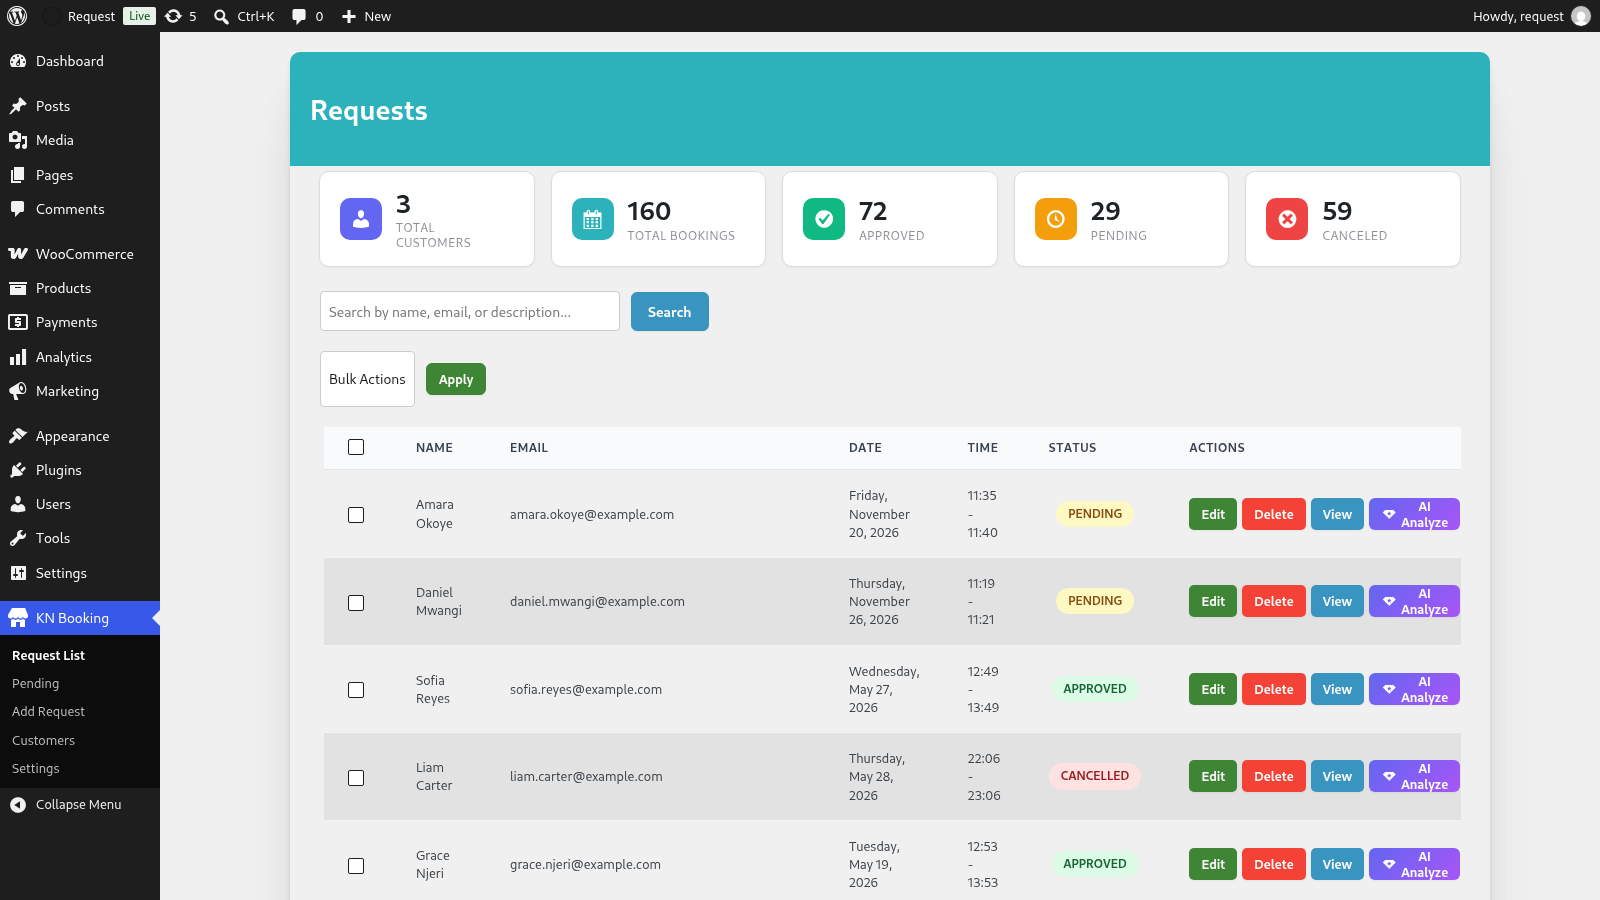 Request Live 5 Ctrl+K 0 New
Howdy, request
Dashboard
Posts
Media
Pages
Comments
WooCommerce
Products
Payments
Analytics
Marketing
Appearance
Plugins
Users
Tools
Settings
KN Booking
Request List
Pending
Add Request
Customers
Settings
Collapse Menu
Requests
3
TOTAL
CUSTOMERS
160
TOTAL BOOKINGS
72
APPROVED
29
PENDING
59
CANCELED
Search by name, email, or description...
Search
Bulk Actions
Apply
NAME EMAIL DATE TIME STATUS ACTIONS
Amara
Okoye
amara.okoye@example.com
Friday,
November
20, 2026
11:35
-
11:40
PENDING
Edit Delete View AI
Analyze
Daniel
Mwangi
daniel.mwangi@example.com
Thursday,
November
26, 2026
11:19
-
11:21
PENDING
Edit Delete View AI
Analyze
Sofia
Reyes
sofia.reyes@example.com
Wednesday,
May 27,
2026
12:49
-
13:49
APPROVED
Edit Delete View AI
Analyze
Liam
Carter
liam.carter@example.com
Thursday,
May 28,
2026
22:06
-
23:06
CANCELLED
Edit Delete View AI
Analyze
Grace
Njeri
grace.njeri@example.com
Tuesday,
May 19,
2026
12:53
-
13:53
APPROVED
Edit Delete View AI
Analyze